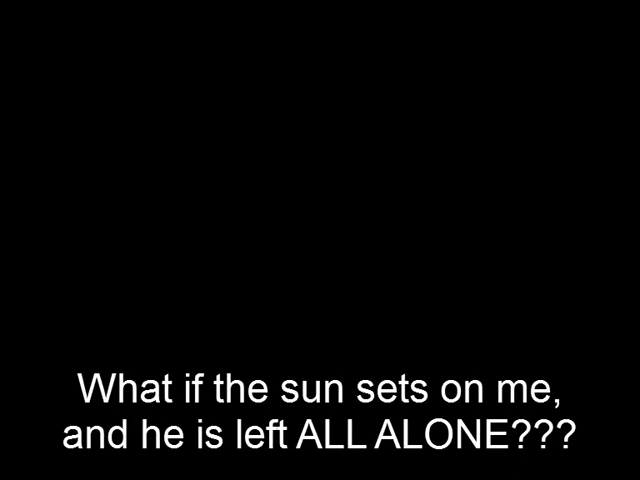 What if the sun sets on me,
and he is left ALL ALONE???